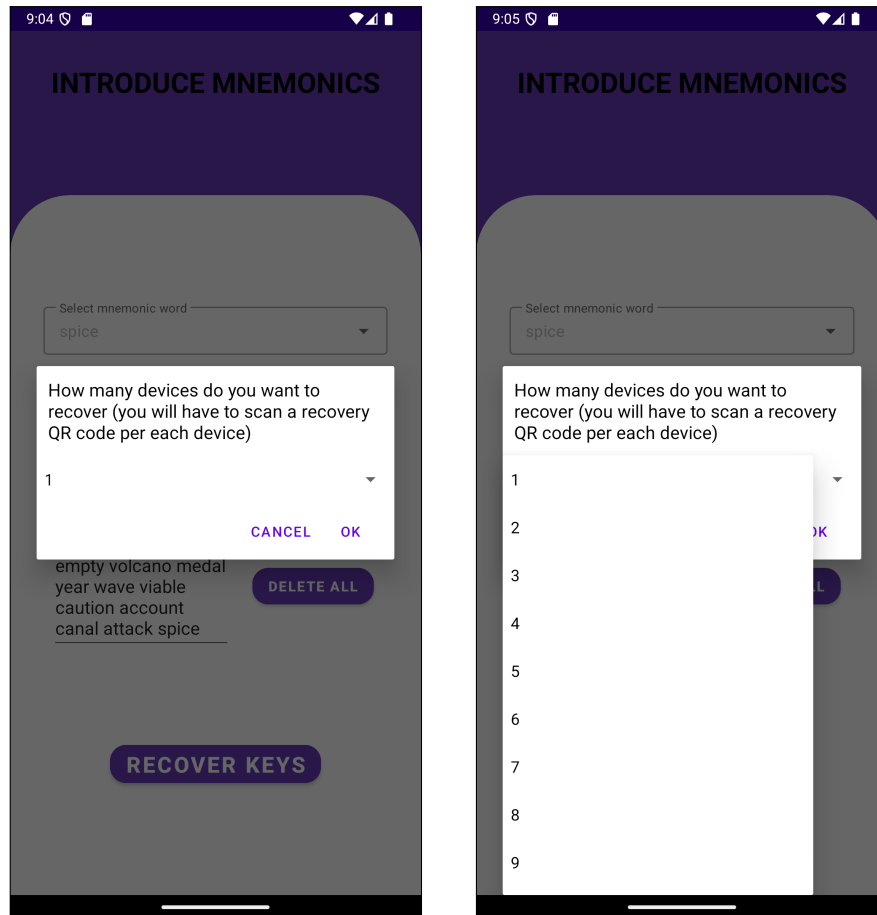 9:04
INTRODUCE MNEMONICS
Select mnemonic word
spice
How many devices do you want to
recover (you will have to scan a recovery
QR code per each device)
1
CANCEL OK
empty volcano medal
year wave viable
caution account
canal attack spice
DELETE ALL
RECOVER KEYS
9:05
INTRODUCE MNEMONICS
Select mnemonic word
spice
How many devices do you want to
recover (you will have to scan a recovery
QR code per each device)
1
2
3
4
5
6
7
8
9